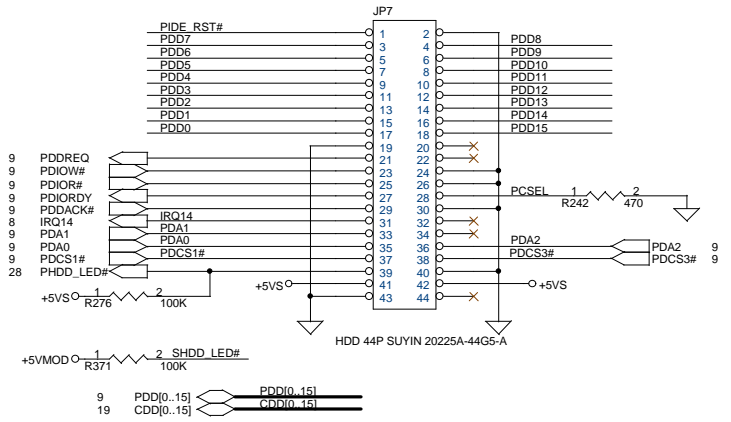 JP7
PIDE_RST# 1 2
PDD7 3 4 PDD8
PDD6 5 6 PDD9
PDD5 7 8 PDD10
PDD4 9 10 PDD11
PDD3 11 12 PDD12
PDD2 13 14 PDD13
PDD1 15 16 PDD14
PDD0 17 18 PDD15
19 20
9 PDDREQ 21 22
9 PDIOW# 23 24
9 PDIOR# 25 26
9 PDIORDY 27 28 PCSEL 1 2 R242 470
9 PDDACK# 29 30
8 IRQ14 IRQ14 31 32
9 PDA1 PDA1 33 34
9 PDA0 PDA0 35 36 PDA2 PDA2 9
9 PDCS1# PDCS1# 37 38 PDCS3# PDCS3# 9
28 PHDD_LED# 39 40
+5VS 41 42 +5VS
+5VS 1 2 43 44
R276 100K
HDD 44P SUYIN 20225A-44G5-A
+5VMOD 1 2 SHDD_LED#
R371 100K
9 PDD[0..15] PDD[0..15]
19 CDD[0..15] CDD[0..15]